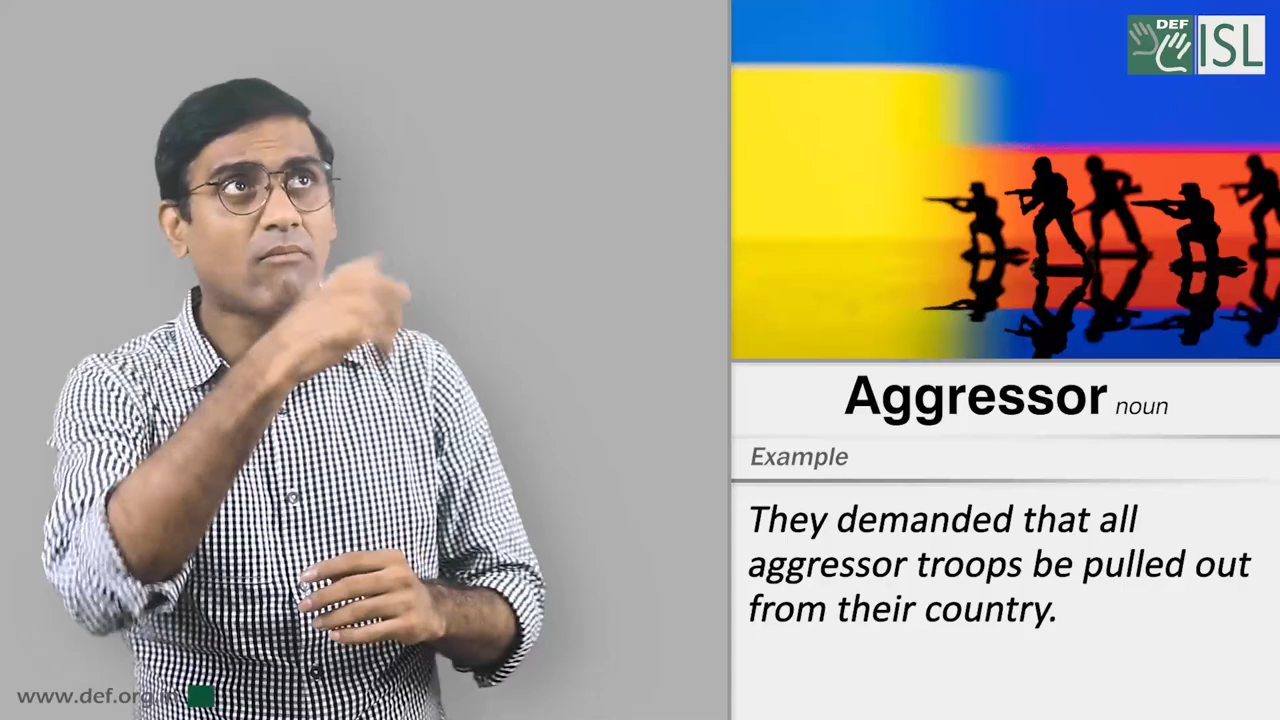 DEF
ISL
Aggressor noun
Example
They demanded that all
aggressor troops be pulled out
from their country.
www.def.org.in